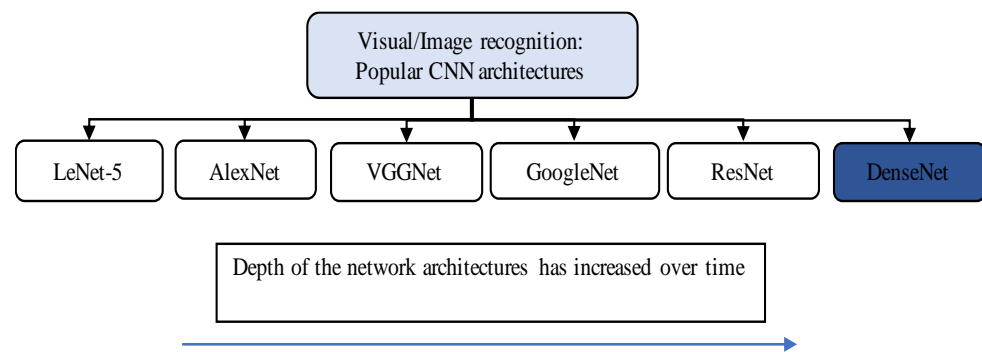 Visual/Image recognition:
Popular CNN architectures
LeNet-5
AlexNet
VGGNet
GoogleNet
ResNet
DenseNet
Depth of the network architectures has increased over time